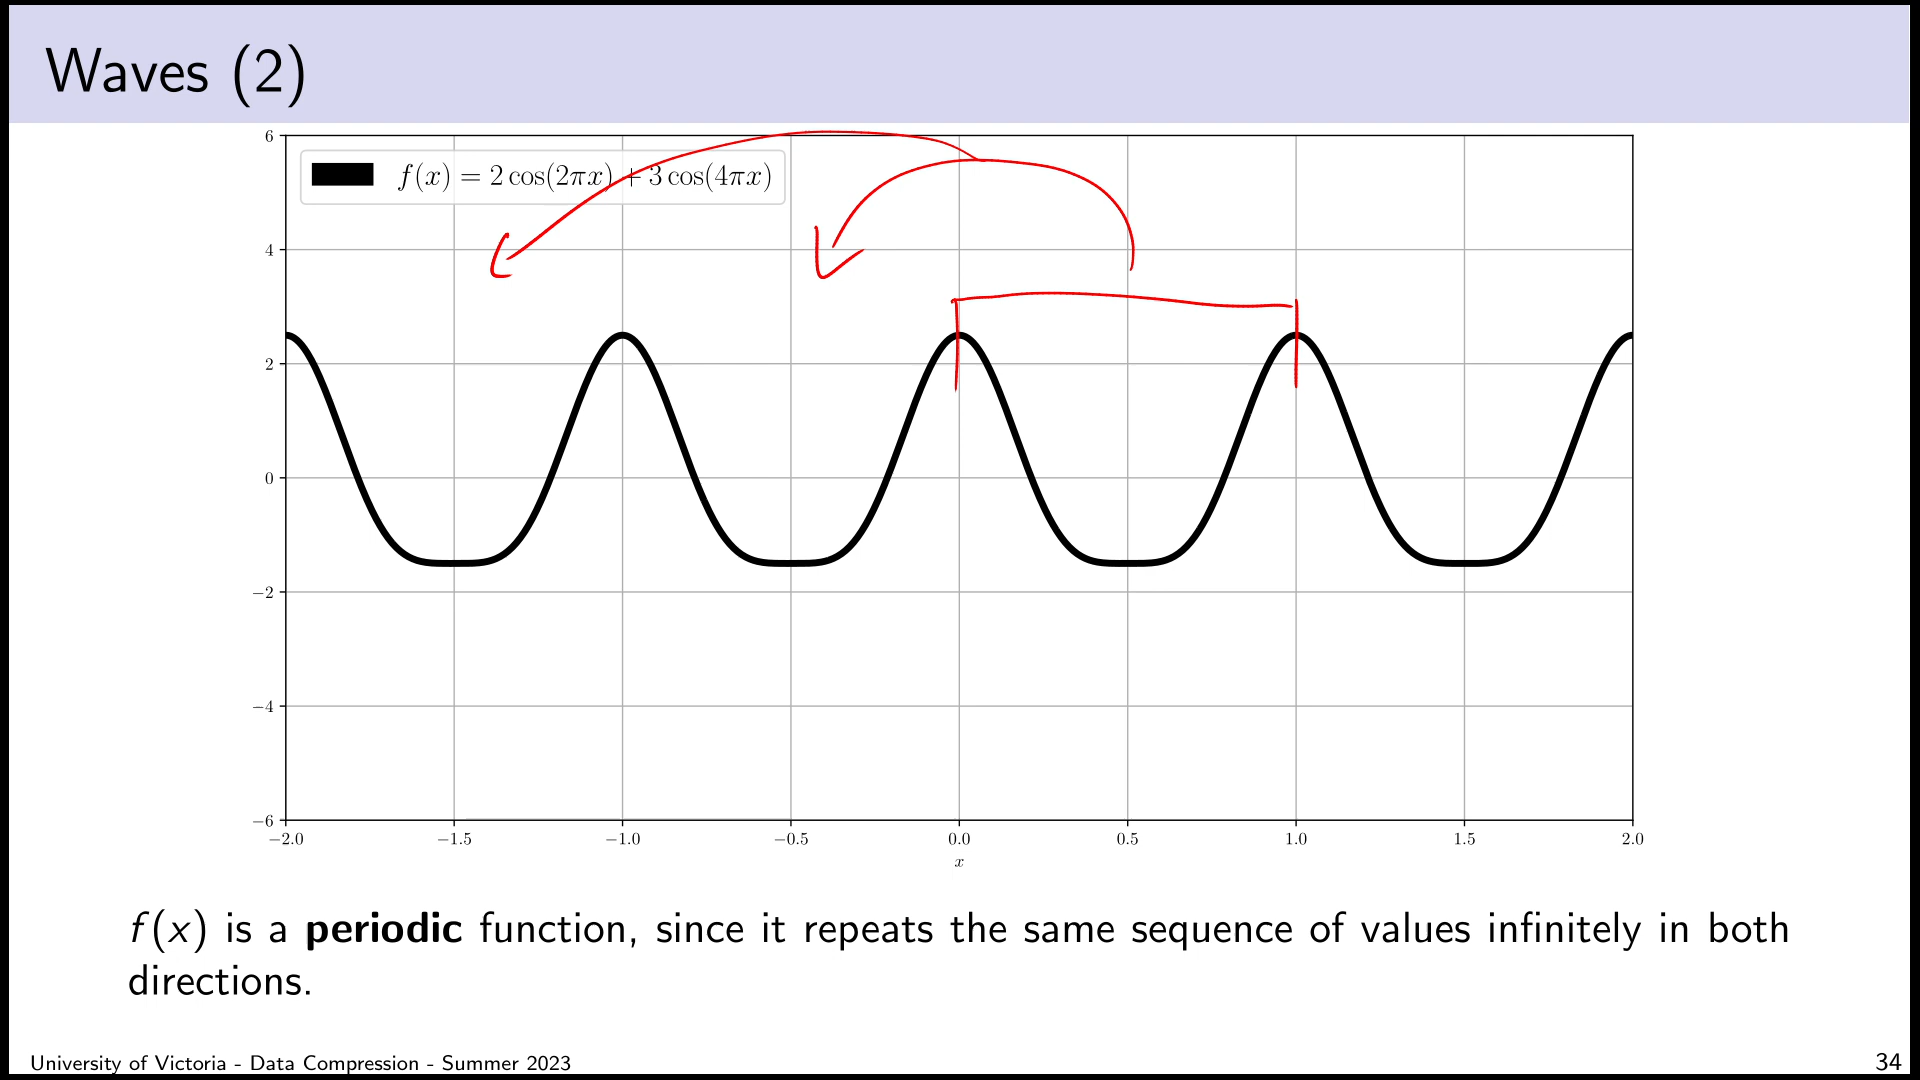 Waves (2)
f(x) = 2 cos(2πx) + 3 cos(4πx)
6
4
2
0
−2
−4
−6
−2.0 −1.5 −1.0 −0.5 0.0 0.5 1.0 1.5 2.0
x
f(x) is a periodic function, since it repeats the same sequence of values infinitely in both
directions.
University of Victoria - Data Compression - Summer 2023 34